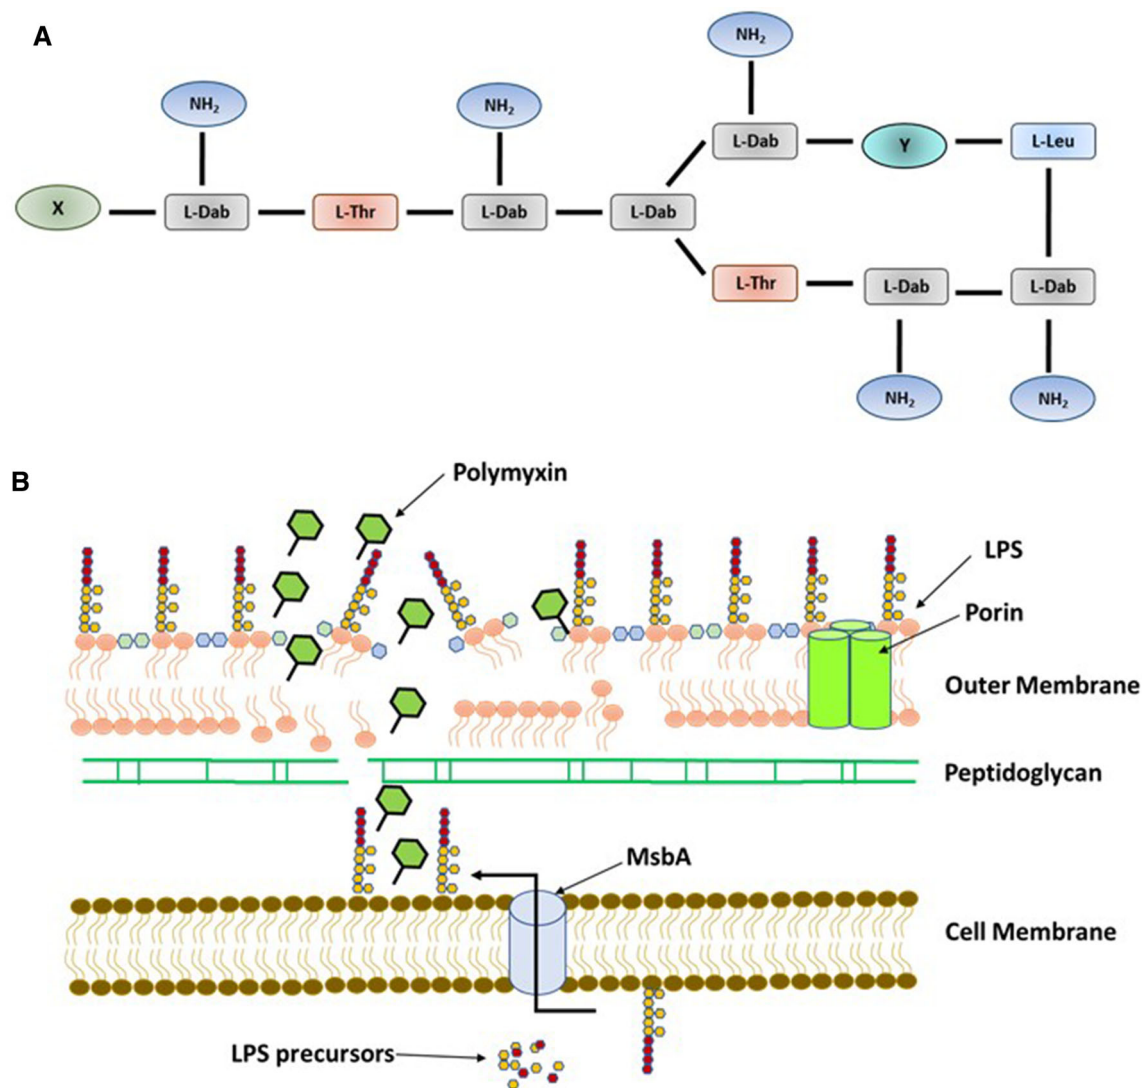 A
NH2
NH2
NH2
L-Dab
Y
L-Leu
X
L-Dab
L-Thr
L-Dab
L-Dab
L-Thr
L-Dab
L-Dab
NH2
NH2
B
Polymyxin
LPS
Porin
Outer Membrane
Peptidoglycan
MsbA
Cell Membrane
LPS precursors